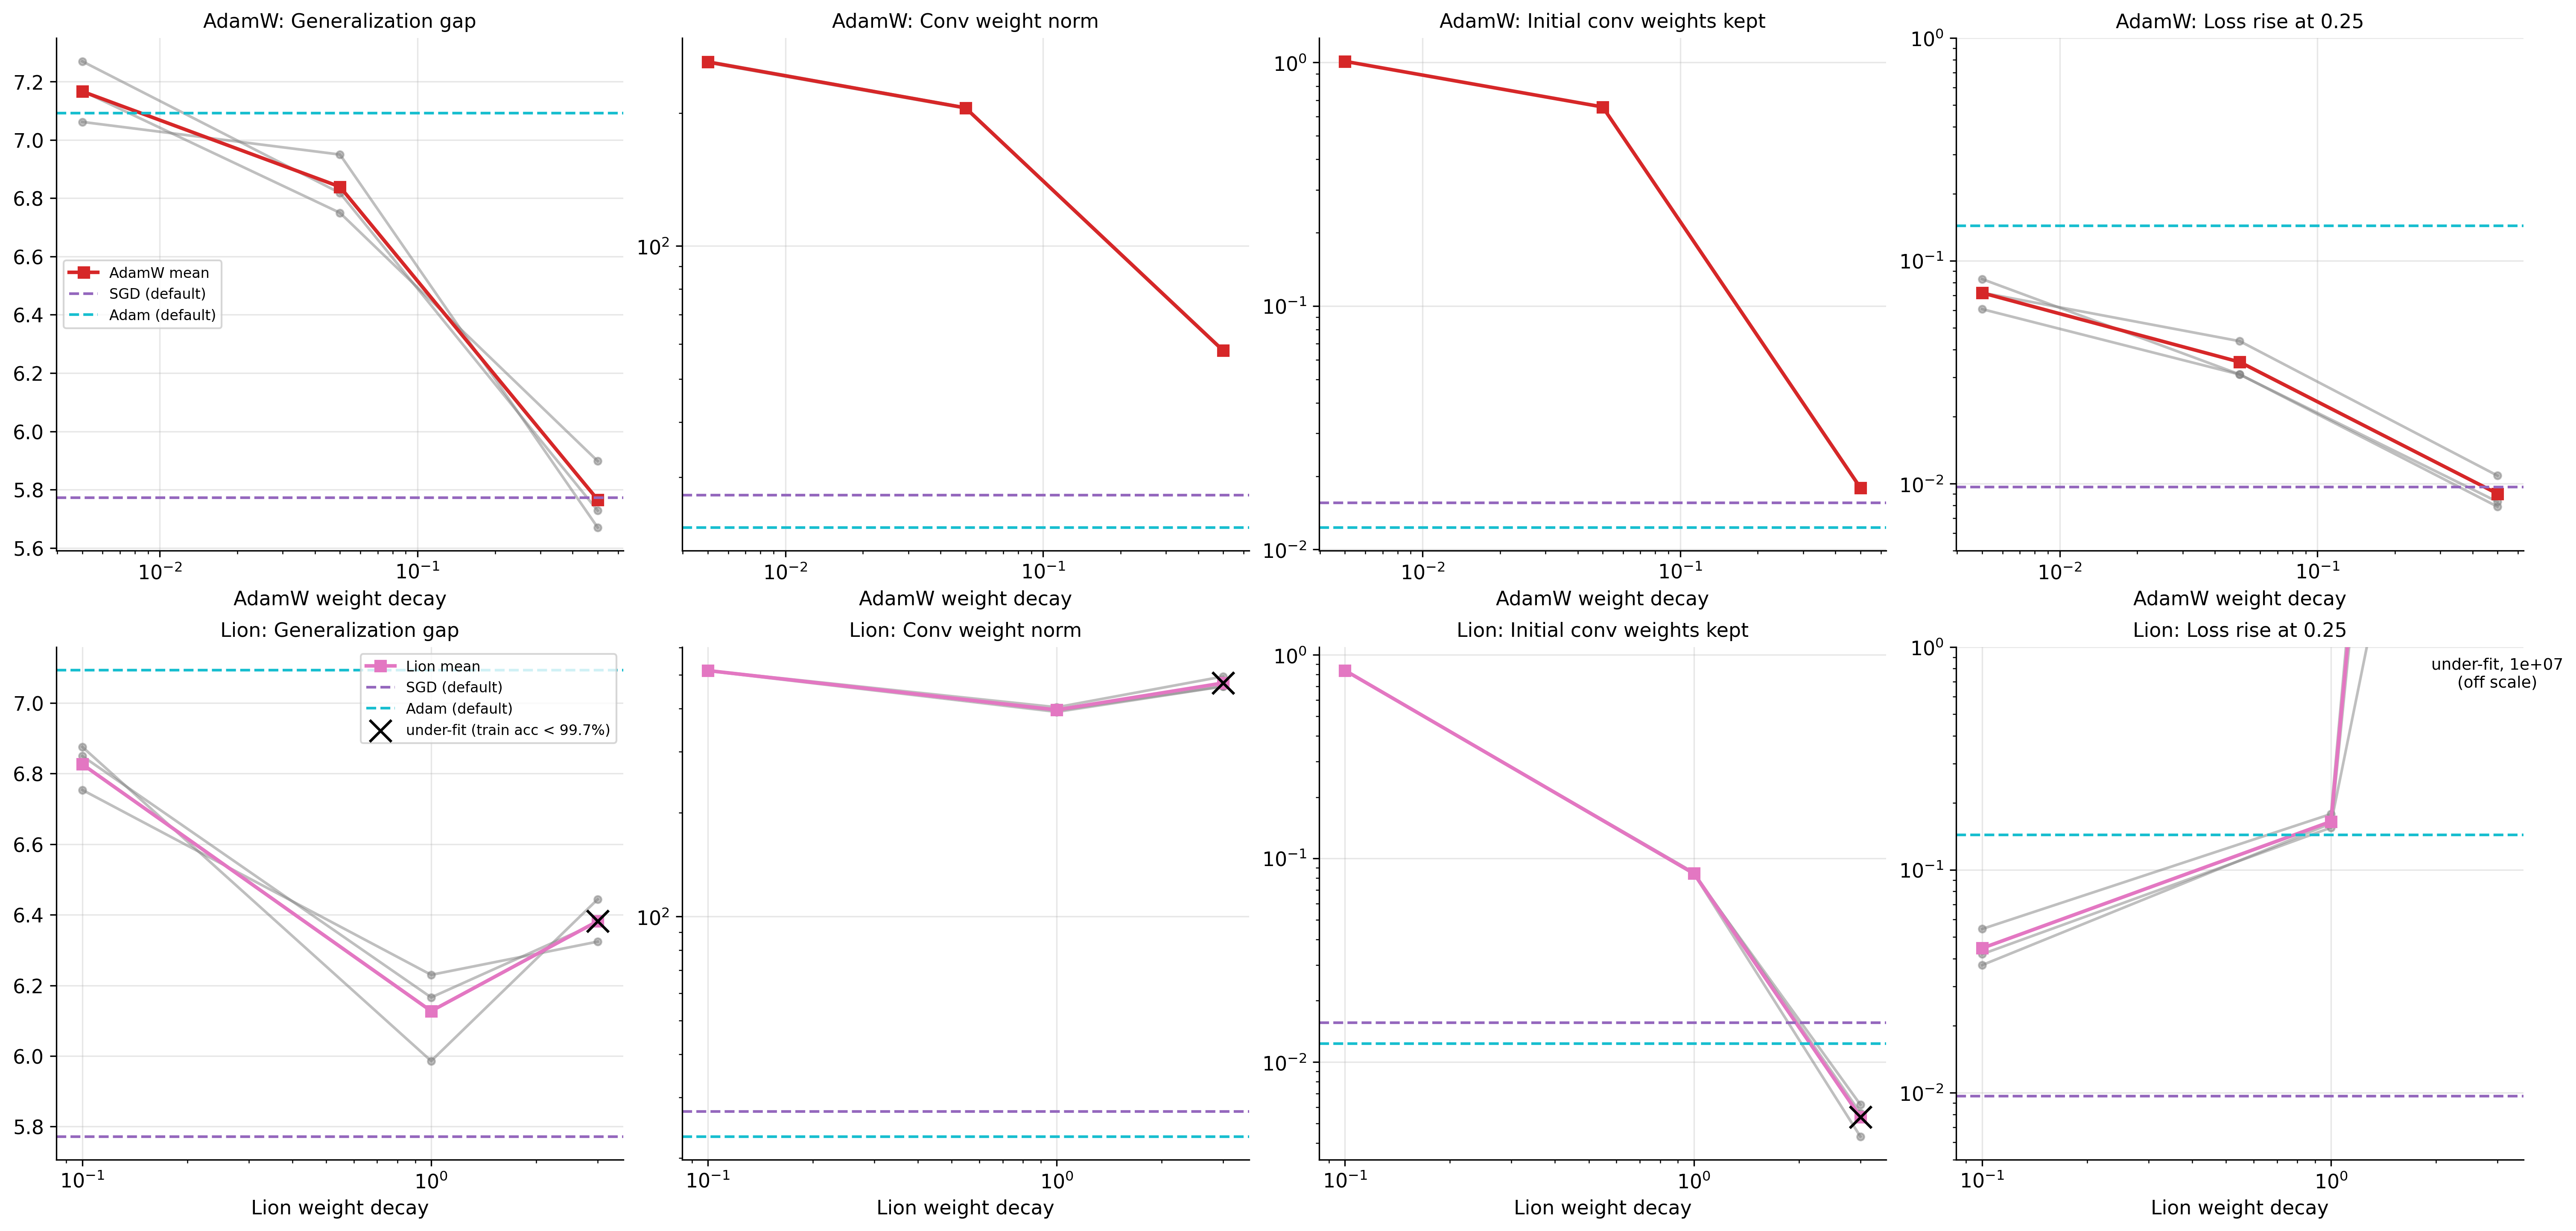 AdamW: Generalization gap
7.2
7.0
6.8
6.6
6.4
6.2
6.0
5.8
5.6
AdamW mean
SGD (default)
Adam (default)
10⁻²
10⁻¹
AdamW weight decay
AdamW: Conv weight norm
10²
10⁻²
10⁻¹
AdamW weight decay
AdamW: Initial conv weights kept
10⁰
10⁻¹
10⁻²
10⁻²
10⁻¹
AdamW weight decay
AdamW: Loss rise at 0.25
10⁰
10⁻¹
10⁻²
10⁻²
10⁻¹
AdamW weight decay
Lion: Generalization gap
7.0
6.8
6.6
6.4
6.2
6.0
5.8
Lion mean
SGD (default)
Adam (default)
under-fit (train acc < 99.7%)
10⁻¹
10⁰
Lion weight decay
Lion: Conv weight norm
10²
10⁻¹
10⁰
Lion weight decay
Lion: Initial conv weights kept
10⁰
10⁻¹
10⁻²
10⁻¹
10⁰
Lion weight decay
Lion: Loss rise at 0.25
10⁰
10⁻¹
10⁻²
under-fit, 1e+07
(off scale)
10⁻¹
10⁰
Lion weight decay